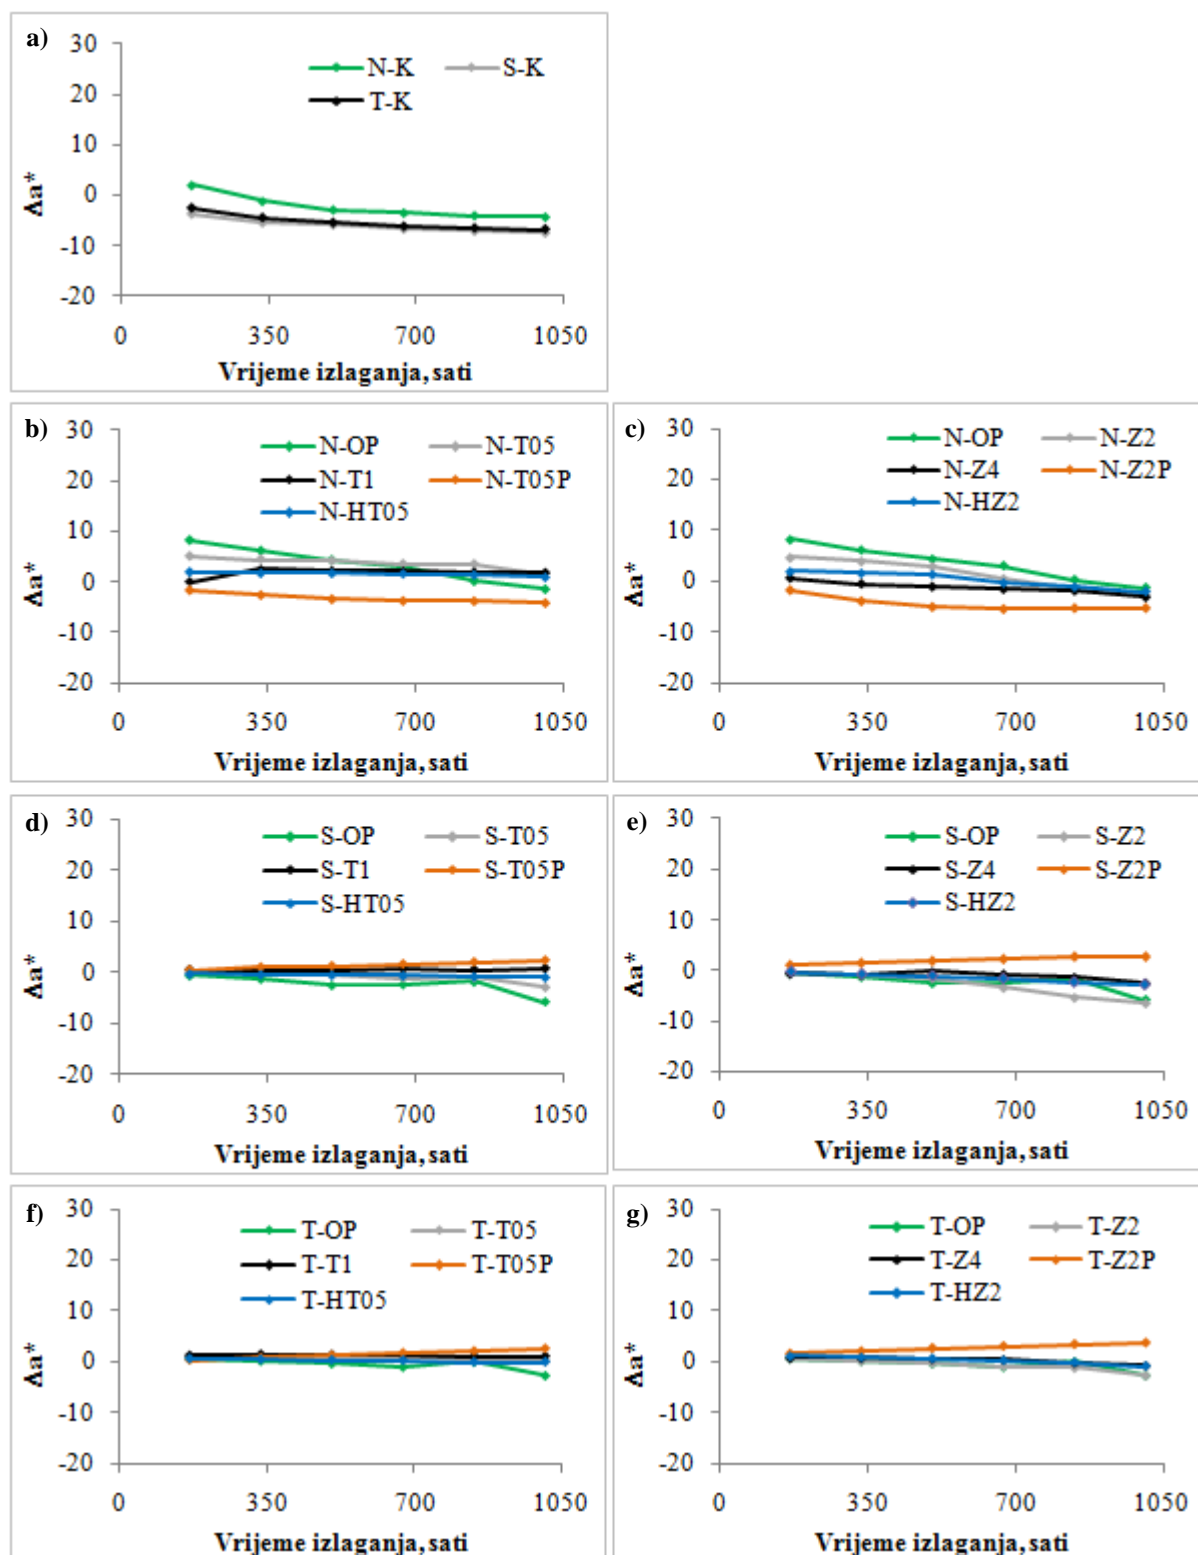 a)
30
20
10
0
-10
-20
Δa*
N-K S-K
T-K
0 350 700 1050
Vrijeme izlaganja, sati
b)
30
20
10
0
-10
-20
Δa*
N-OP N-T05
N-T1 N-T05P
N-HT05
0 350 700 1050
Vrijeme izlaganja, sati
c)
30
20
10
0
-10
-20
Δa*
N-OP N-Z2
N-Z4 N-Z2P
N-HZ2
0 350 700 1050
Vrijeme izlaganja, sati
d)
30
20
10
0
-10
-20
Δa*
S-OP S-T05
S-T1 S-T05P
S-HT05
0 350 700 1050
Vrijeme izlaganja, sati
e)
30
20
10
0
-10
-20
Δa*
S-OP S-Z2
S-Z4 S-Z2P
S-HZ2
0 350 700 1050
Vrijeme izlaganja, sati
f)
30
20
10
0
-10
-20
Δa*
T-OP T-T05
T-T1 T-T05P
T-HT05
0 350 700 1050
Vrijeme izlaganja, sati
g)
30
20
10
0
-10
-20
Δa*
T-OP T-Z2
T-Z4 T-Z2P
T-HZ2
0 350 700 1050
Vrijeme izlaganja, sati